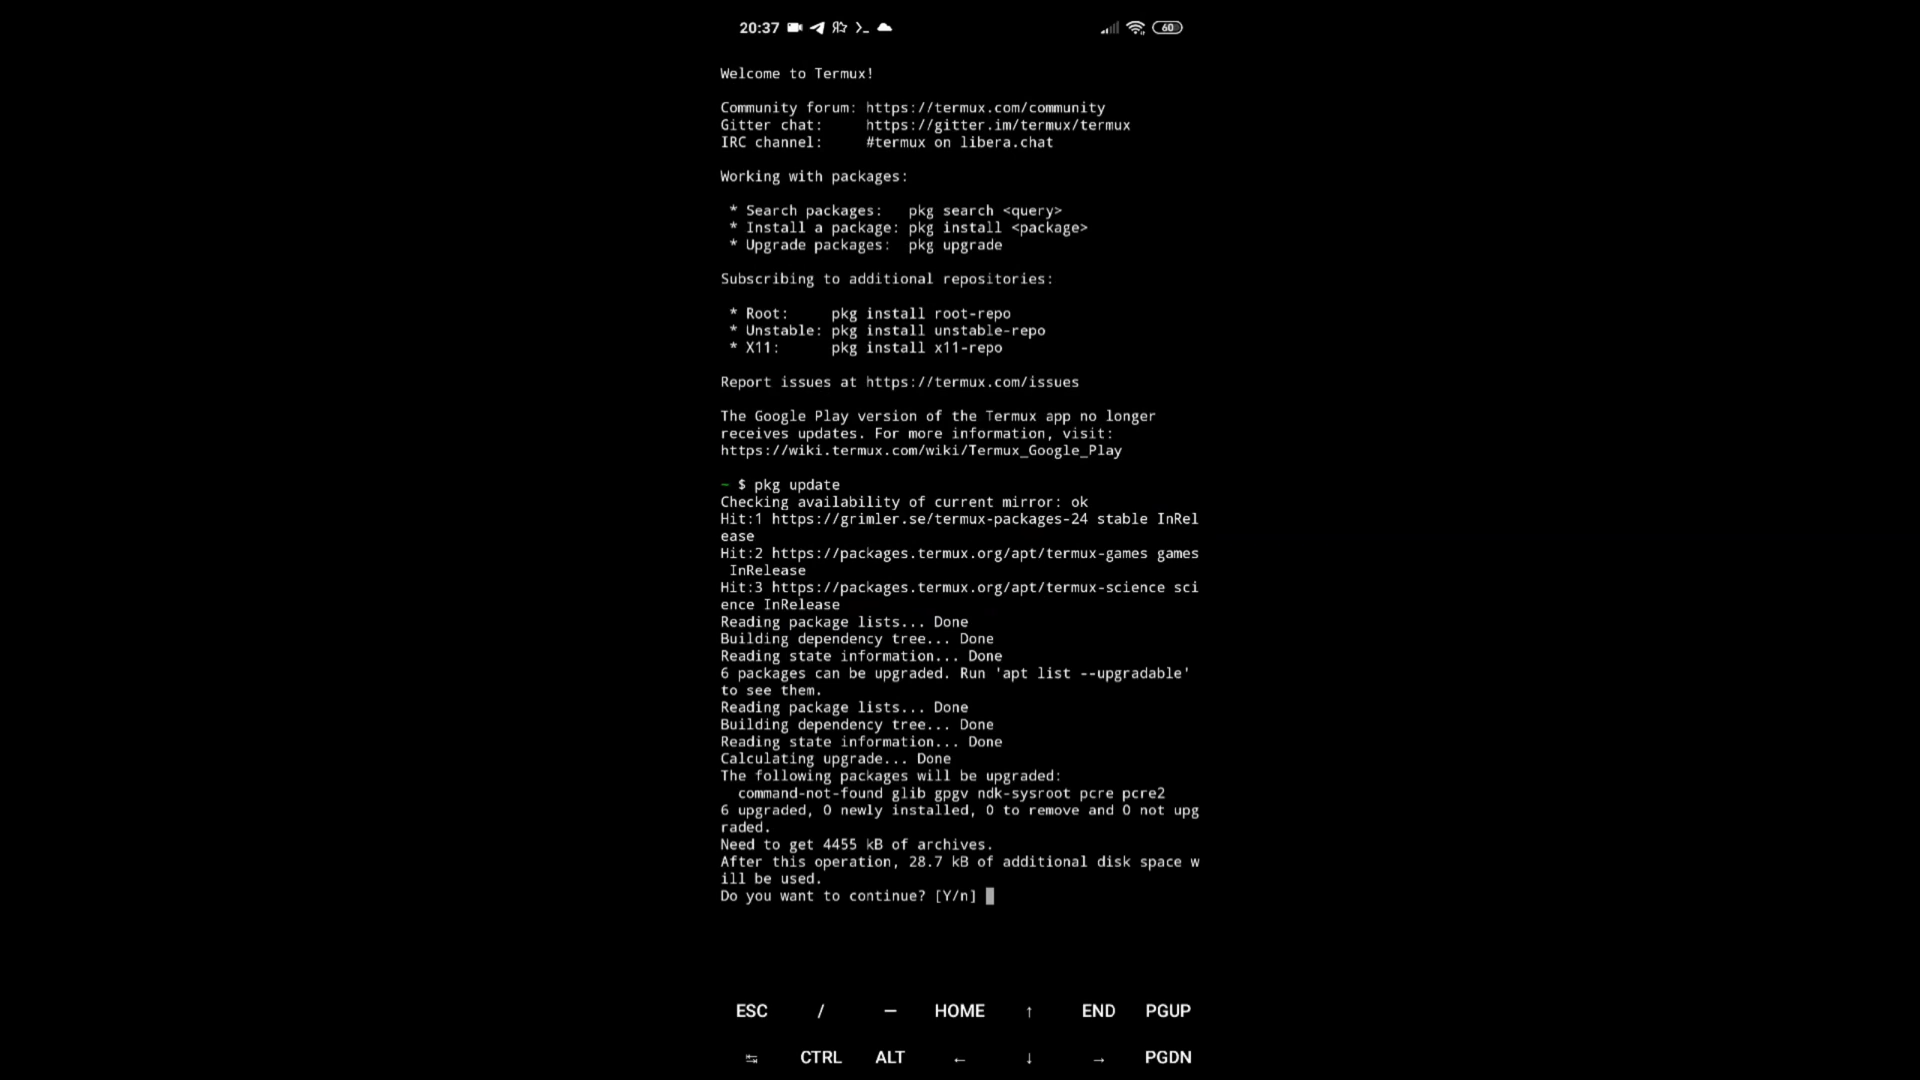 20:37
60
Welcome to Termux!
Community forum: https://termux.com/community
Gitter chat:     https://gitter.im/termux/termux
IRC channel:     #termux on libera.chat
Working with packages:
 * Search packages:   pkg search <query>
 * Install a package: pkg install <package>
 * Upgrade packages:  pkg upgrade
Subscribing to additional repositories:
 * Root:     pkg install root-repo
 * Unstable: pkg install unstable-repo
 * X11:      pkg install x11-repo
Report issues at https://termux.com/issues
The Google Play version of the Termux app no longer
receives updates. For more information, visit:
https://wiki.termux.com/wiki/Termux_Google_Play
~ $ pkg update
Checking availability of current mirror: ok
Hit:1 https://grimler.se/termux-packages-24 stable InRel
ease
Hit:2 https://packages.termux.org/apt/termux-games games
 InRelease
Hit:3 https://packages.termux.org/apt/termux-science sci
ence InRelease
Reading package lists... Done
Building dependency tree... Done
Reading state information... Done
6 packages can be upgraded. Run 'apt list --upgradable'
to see them.
Reading package lists... Done
Building dependency tree... Done
Reading state information... Done
Calculating upgrade... Done
The following packages will be upgraded:
  command-not-found glib gpgv ndk-sysroot pcre pcre2
6 upgraded, 0 newly installed, 0 to remove and 0 not upg
raded.
Need to get 4455 kB of archives.
After this operation, 28.7 kB of additional disk space w
ill be used.
Do you want to continue? [Y/n]
ESC / — HOME ↑ END PGUP
↹ CTRL ALT ← ↓ → PGDN